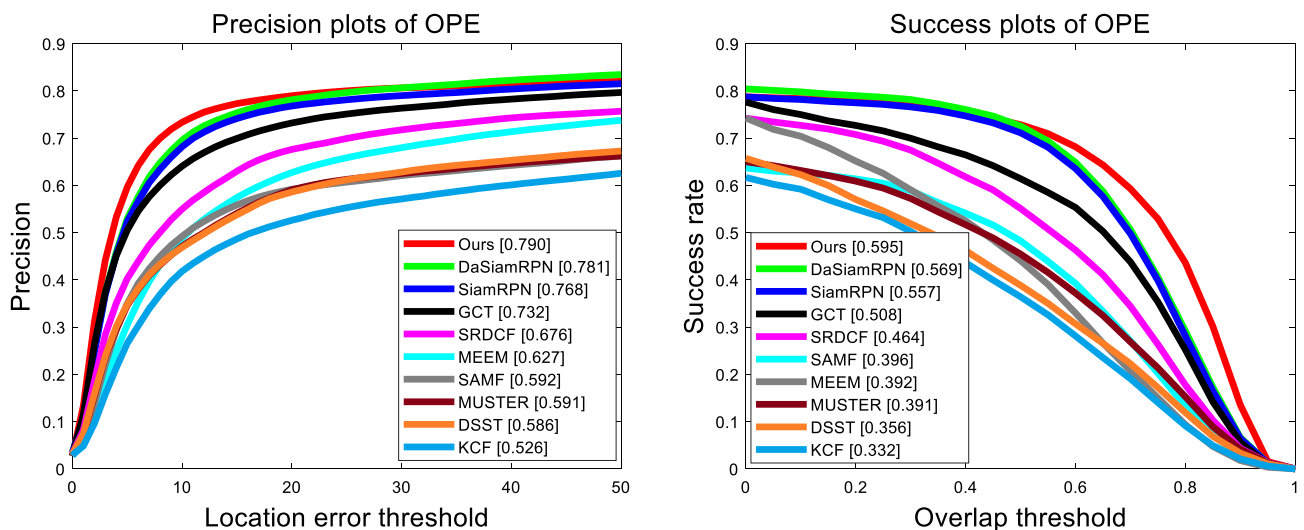 Precision plots of OPE
0.9
0.8
0.7
0.6
0.5
0.4
0.3
0.2
0.1
0
Precision
Ours [0.790]
DaSiamRPN [0.781]
SiamRPN [0.768]
GCT [0.732]
SRDCF [0.676]
MEEM [0.627]
SAMF [0.592]
MUSTER [0.591]
DSST [0.586]
KCF [0.526]
0 10 20 30 40 50
Location error threshold
Success plots of OPE
0.9
0.8
0.7
0.6
0.5
0.4
0.3
0.2
0.1
0
Success rate
Ours [0.595]
DaSiamRPN [0.569]
SiamRPN [0.557]
GCT [0.508]
SRDCF [0.464]
SAMF [0.396]
MEEM [0.392]
MUSTER [0.391]
DSST [0.356]
KCF [0.332]
0 0.2 0.4 0.6 0.8 1
Overlap threshold